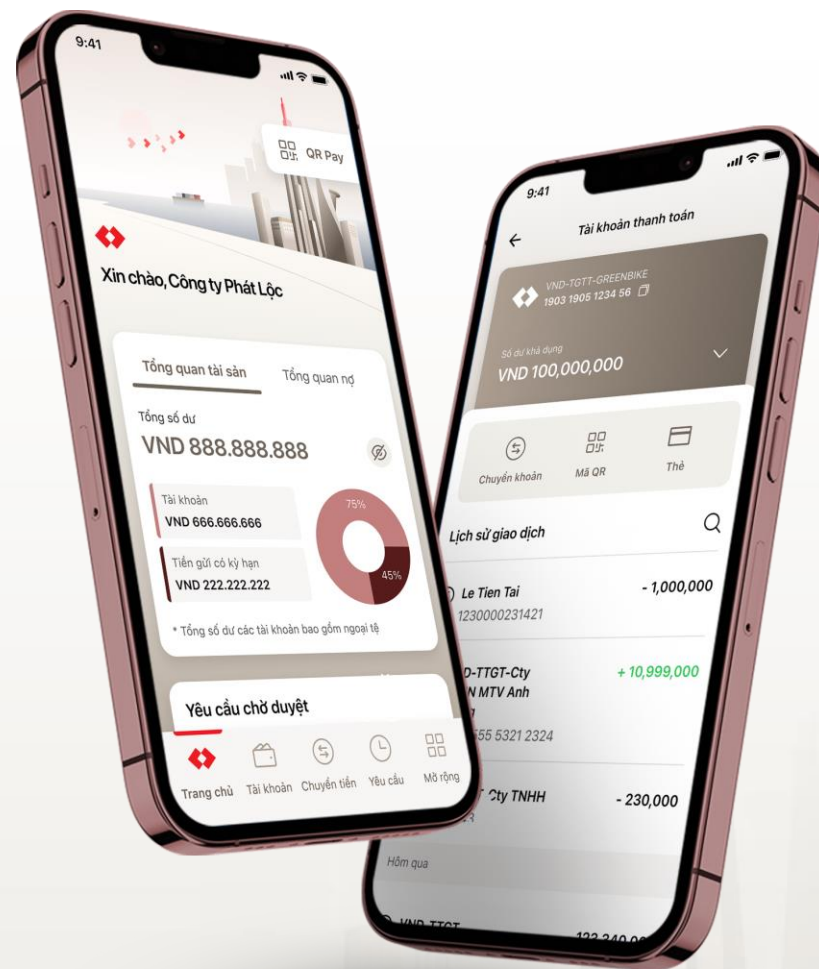 9:41
QR Pay
Xin chào, Công ty Phát Lộc
Tổng quan tài sản
Tổng quan nợ
Tổng số dư
VND 888.888.888
Tài khoản
VND 666.666.666
Tiền gửi có kỳ hạn
VND 222.222.222
75%
45%
* Tổng số dư các tài khoản bao gồm ngoại tệ
Yêu cầu chờ duyệt
Trang chủ
Tài khoản
Chuyển tiền
Yêu cầu
Mở rộng
9:41
Tài khoản thanh toán
VND-TGTT-GREENBIKE
1903 1905 1234 56
Số dư khả dụng
VND 100,000,000
Chuyển khoản
Mã QR
Thẻ
Lịch sử giao dịch
Le Tien Tai
- 1,000,000
1230000231421
D-TTGT-Cty
+ 10,999,000
N MTV Anh
555 5321 2324
Cty TNHH
- 230,000
Hôm qua
VND-TTGT